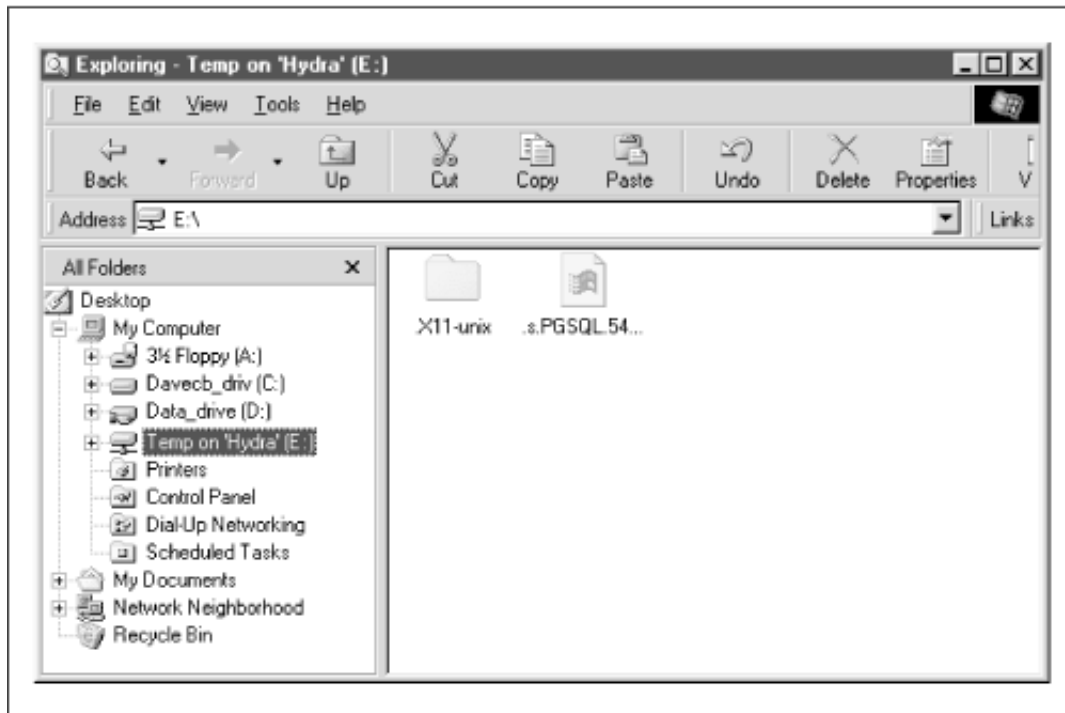 Exploring - Temp on 'Hydra' (E:)
File Edit View Tools Help
Back Forward Up Cut Copy Paste Undo Delete Properties V
Address E:\ Links
All Folders
Desktop
My Computer
3½ Floppy (A:)
Davecb_driv (C:)
Data_drive (D:)
Temp on 'Hydra' (E:)
Printers
Control Panel
Dial-Up Networking
Scheduled Tasks
My Documents
Network Neighborhood
Recycle Bin
.X11-unix .s.PGSQL.54...